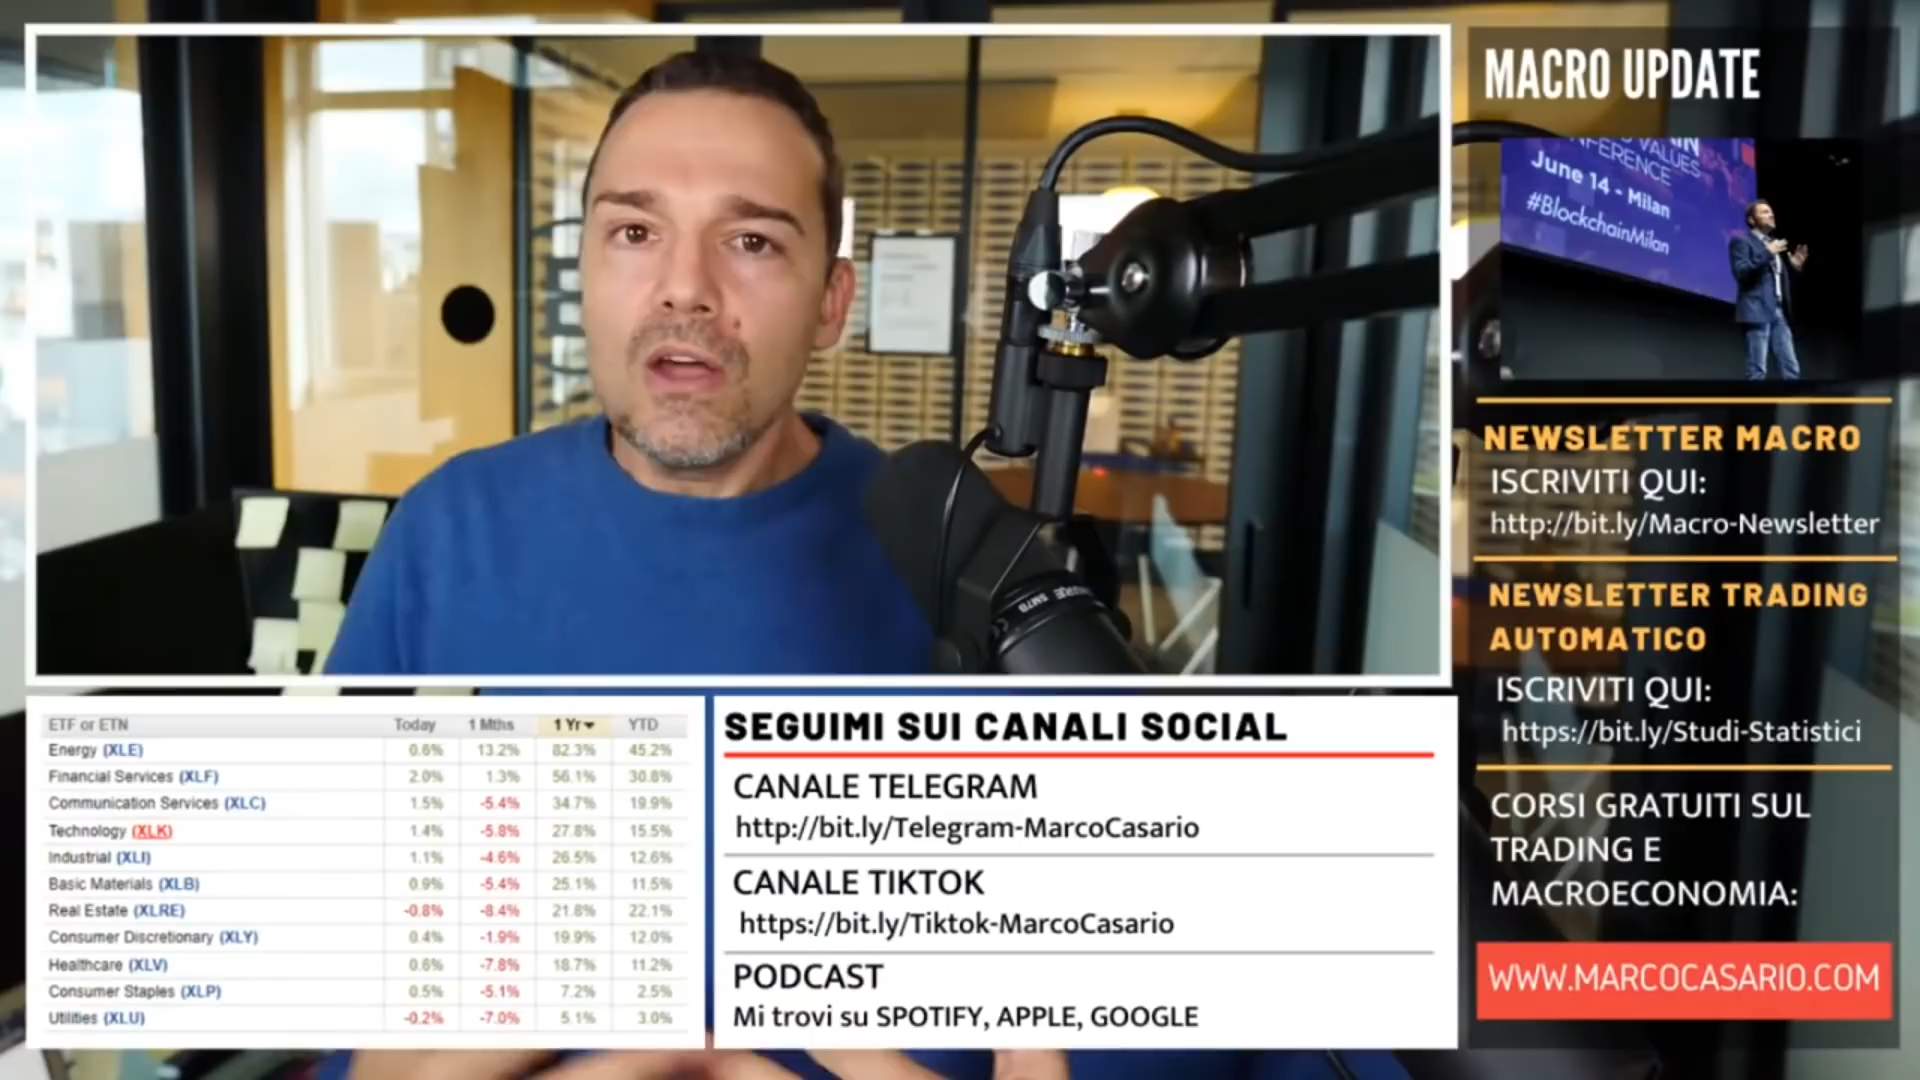 MACRO UPDATE
VALUES
June 14 - Milan
#BlockchainMilan
NEWSLETTER MACRO
ISCRIVITI QUI:
http://bit.ly/Macro-Newsletter
NEWSLETTER TRADING
AUTOMATICO
ISCRIVITI QUI:
https://bit.ly/Studi-Statistici
CORSI GRATUITI SUL
TRADING E
MACROECONOMIA:
WWW.MARCOCASARIO.COM
SM7B
ETF or ETN Today 1 Mths 1 Yr YTD
Energy (XLE) 0.6% 13.2% 82.3% 45.2%
Financial Services (XLF) 2.0% 1.3% 56.1% 30.8%
Communication Services (XLC) 1.5% -5.4% 34.7% 19.9%
Technology (XLK) 1.4% -5.8% 27.8% 15.5%
Industrial (XLI) 1.1% -4.6% 26.5% 12.6%
Basic Materials (XLB) 0.9% -5.4% 25.1% 11.5%
Real Estate (XLRE) -0.8% -8.4% 21.8% 22.1%
Consumer Discretionary (XLY) 0.4% -1.9% 19.9% 12.0%
Healthcare (XLV) 0.6% -7.8% 18.7% 11.2%
Consumer Staples (XLP) 0.5% -5.1% 7.2% 2.5%
Utilities (XLU) -0.2% -7.0% 5.1% 3.0%
SEGUIMI SUI CANALI SOCIAL
CANALE TELEGRAM
http://bit.ly/Telegram-MarcoCasario
CANALE TIKTOK
https://bit.ly/Tiktok-MarcoCasario
PODCAST
Mi trovi su SPOTIFY, APPLE, GOOGLE